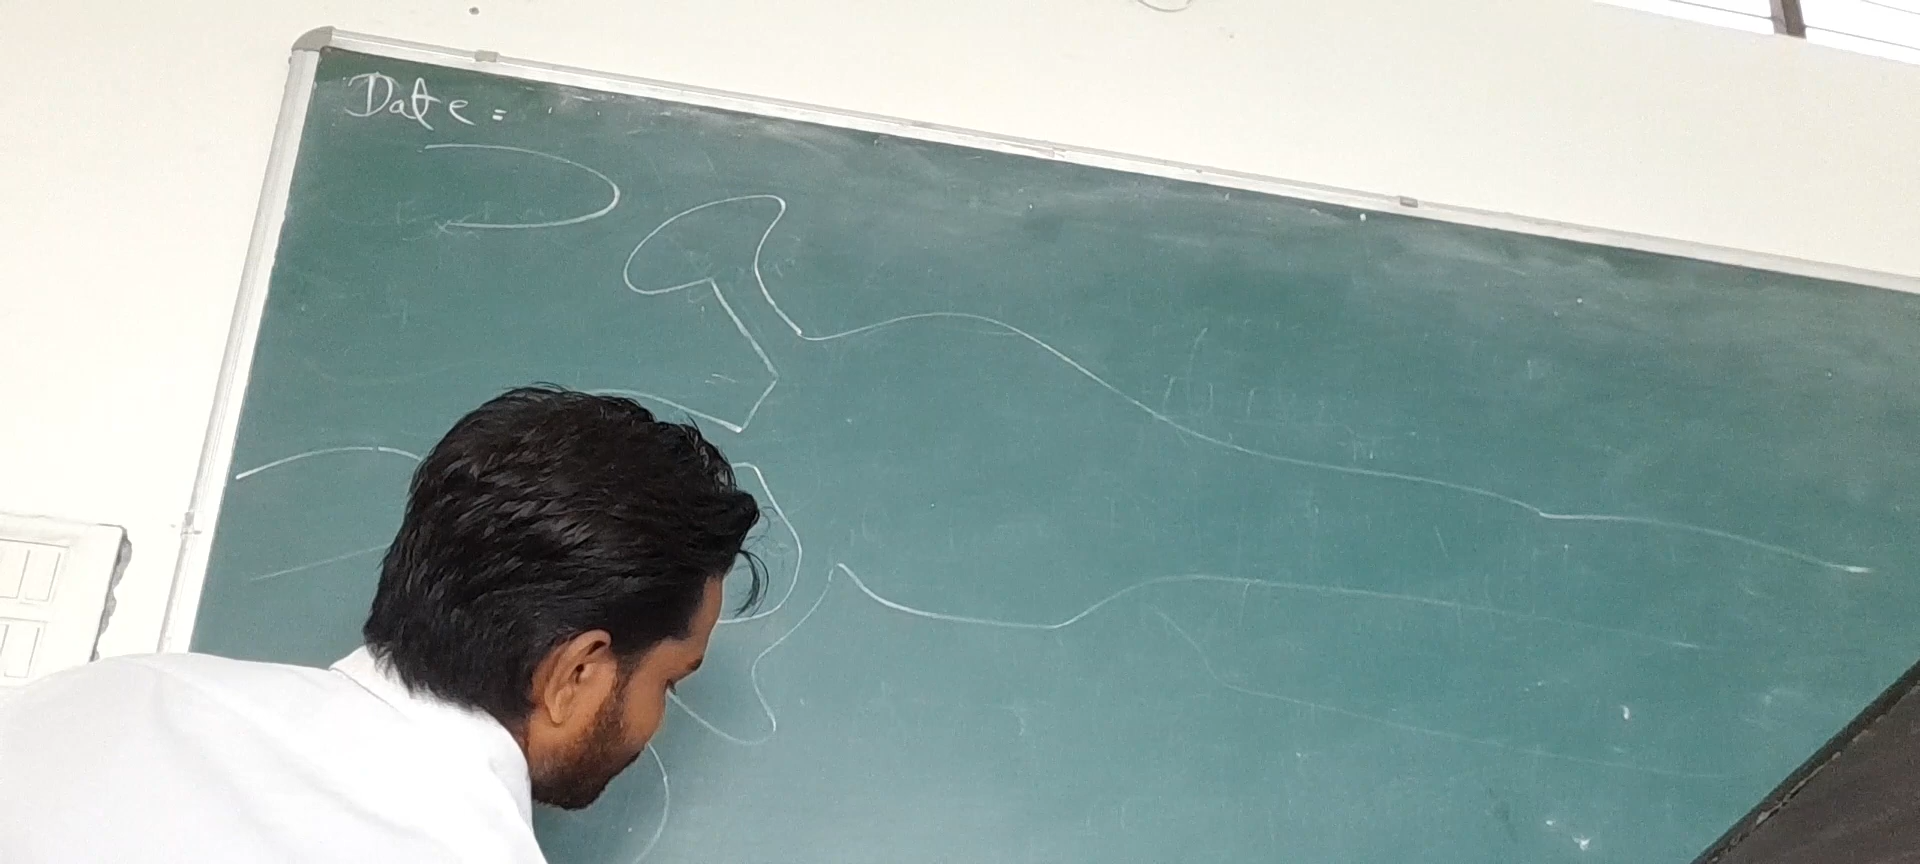 Date =